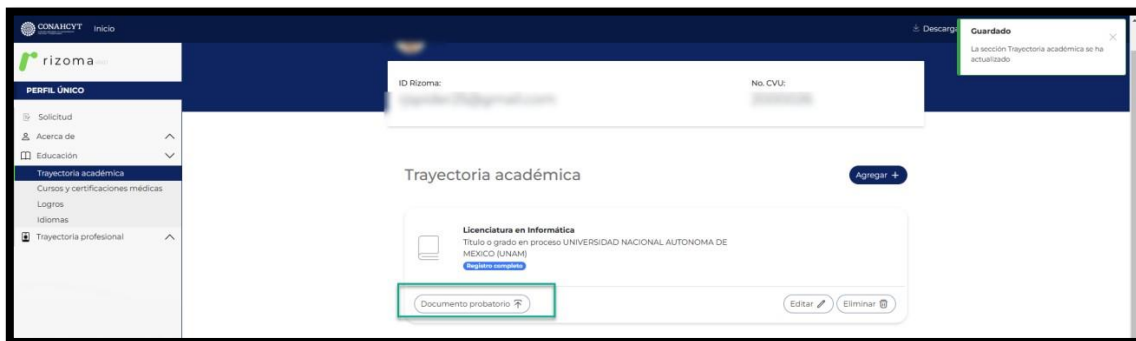 CONAHCYT
Inicio
Descarga
Guardado
La sección Trayectoria académica se ha
actualizado
rizoma
PERFIL ÚNICO
Solicitud
Acerca de
Educación
Trayectoria académica
Cursos y certificaciones médicas
Logros
Idiomas
Trayectoria profesional
ID Rizoma:
No. CVU:
Trayectoria académica
Agregar +
Licenciatura en Informática
Título o grado en proceso UNIVERSIDAD NACIONAL AUTONOMA DE
MEXICO (UNAM)
Registro completo
Documento probatorio
Editar
Eliminar